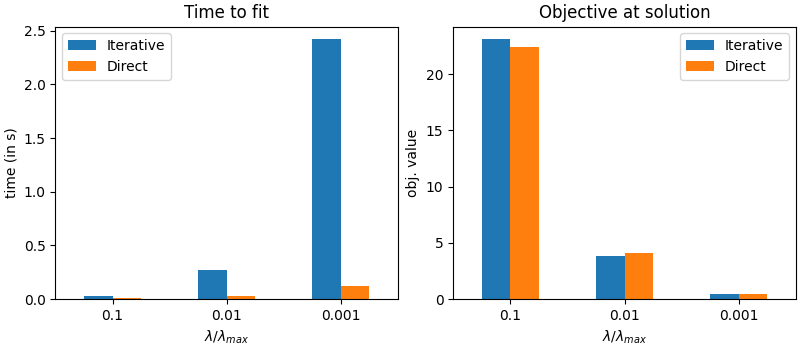 Time to fit
2.5
2.0
1.5
1.0
0.5
0.0
time (in s)
Iterative
Direct
0.1
0.01
0.001
λ/λmax
Objective at solution
20
15
10
5
0
obj. value
Iterative
Direct
0.1
0.01
0.001
λ/λmax